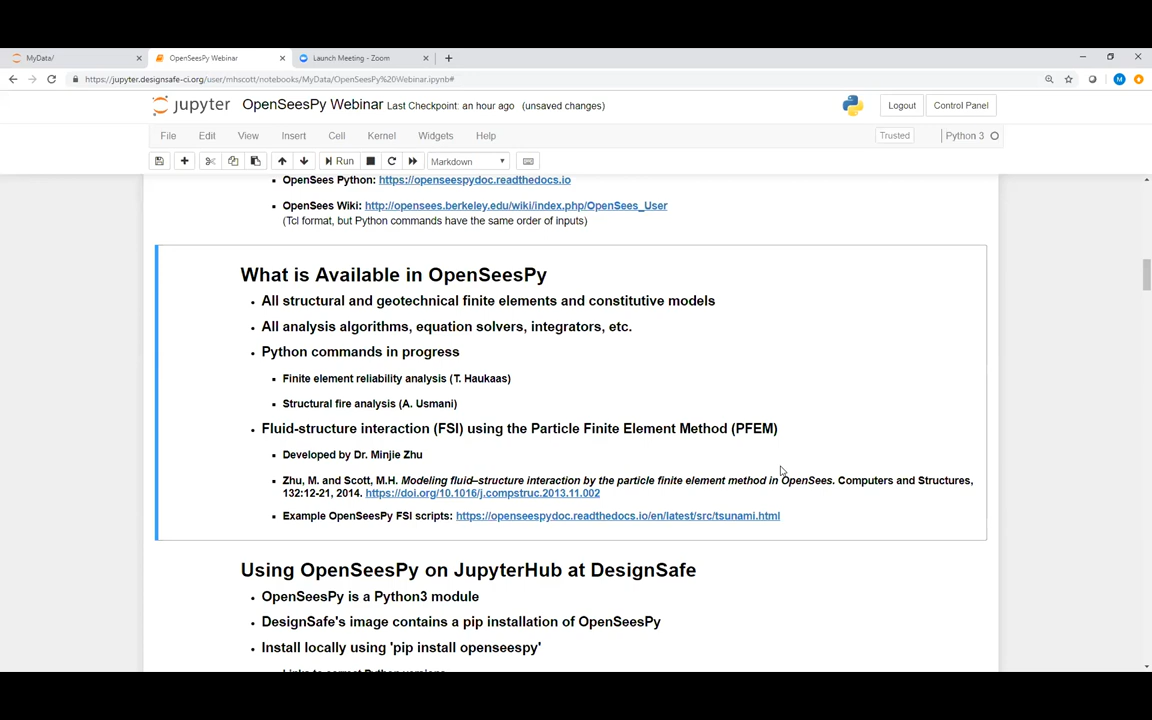 MyData/
OpenSeesPy Webinar
Launch Meeting - Zoom
https://jupyter.designsafe-ci.org/user/mhscott/notebooks/MyData/OpenSeesPy%20Webinar.ipynb#
M
jupyter OpenSeesPy Webinar Last Checkpoint: an hour ago (unsaved changes)
Logout
Control Panel
File Edit View Insert Cell Kernel Widgets Help
Trusted
Python 3
Run
Markdown
OpenSees Python: https://openseespydoc.readthedocs.io
OpenSees Wiki: http://opensees.berkeley.edu/wiki/index.php/OpenSees_User
(Tcl format, but Python commands have the same order of inputs)
What is Available in OpenSeesPy
All structural and geotechnical finite elements and constitutive models
All analysis algorithms, equation solvers, integrators, etc.
Python commands in progress
Finite element reliability analysis (T. Haukaas)
Structural fire analysis (A. Usmani)
Fluid-structure interaction (FSI) using the Particle Finite Element Method (PFEM)
Developed by Dr. Minjie Zhu
Zhu, M. and Scott, M.H. Modeling fluid–structure interaction by the particle finite element method in OpenSees. Computers and Structures,
132:12-21, 2014. https://doi.org/10.1016/j.compstruc.2013.11.002
Example OpenSeesPy FSI scripts: https://openseespydoc.readthedocs.io/en/latest/src/tsunami.html
Using OpenSeesPy on JupyterHub at DesignSafe
OpenSeesPy is a Python3 module
DesignSafe's image contains a pip installation of OpenSeesPy
Install locally using 'pip install openseespy'